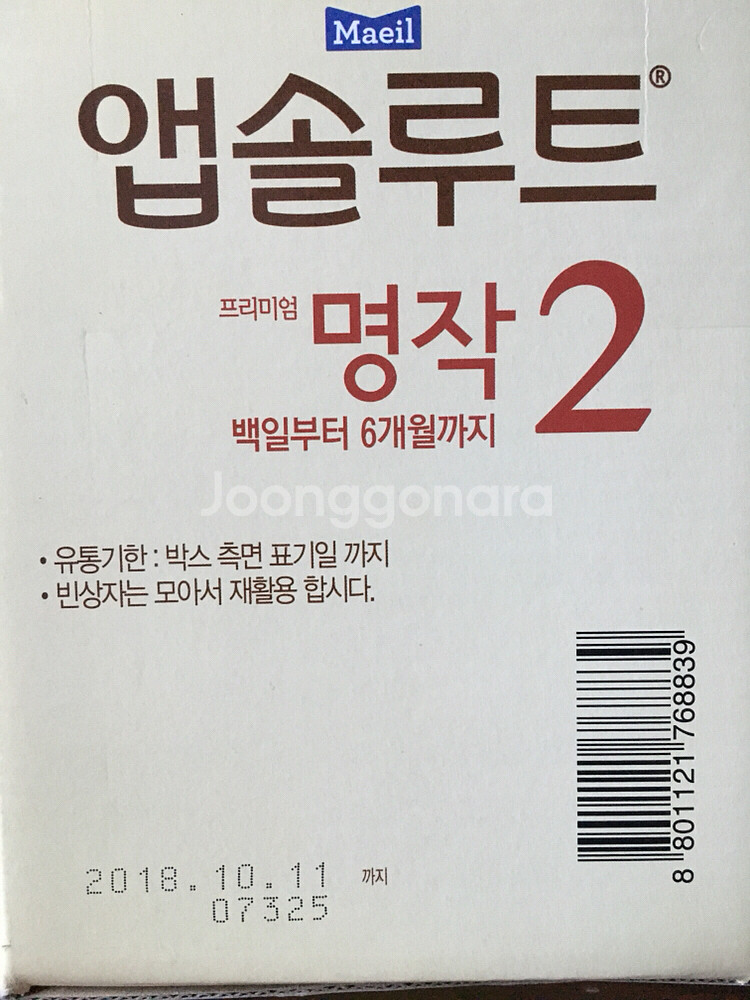 Maeil
앱솔루트®
프리미엄 명작 2
백일부터 6개월까지
Joonggonara
• 유통기한 : 박스 측면 표기일 까지
• 빈상자는 모아서 재활용 합시다.
8 801121 768839
2018.10.11 까지
07325